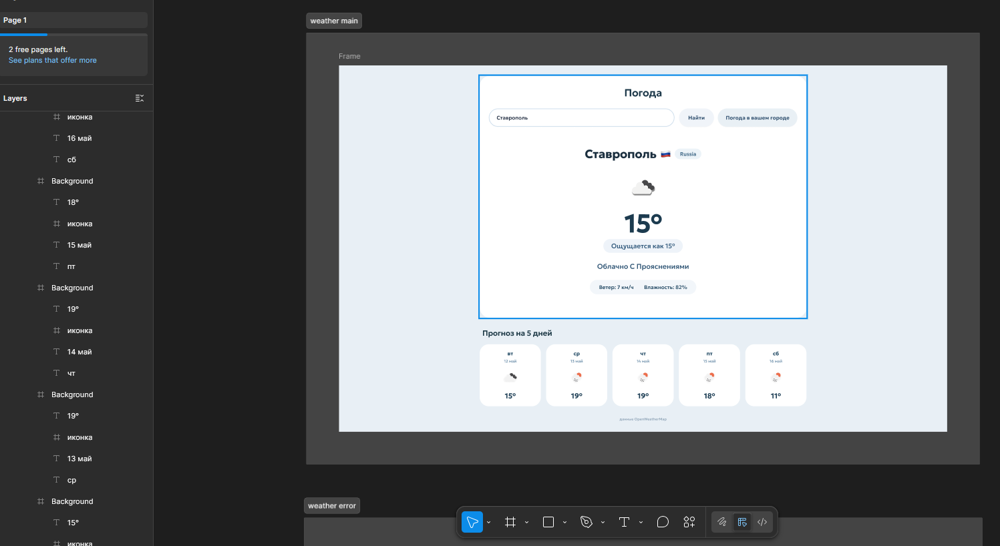 Page 1
2 free pages left.
See plans that offer more
Layers
иконка
16 май
сб
Background
18°
иконка
15 май
пт
Background
19°
иконка
14 май
чт
Background
19°
иконка
13 май
ср
Background
15°
иконка
weather main
Frame
Погода
Ставрополь
Найти
Погода в вашем городе
Ставрополь
Russia
15°
Ощущается как 15°
Облачно С Прояснениями
Ветер: 7 км/ч Влажность: 82%
Прогноз на 5 дней
вт
12 май
15°
ср
13 май
19°
чт
14 май
19°
пт
15 май
18°
сб
16 май
11°
данные OpenWeatherMap
weather error